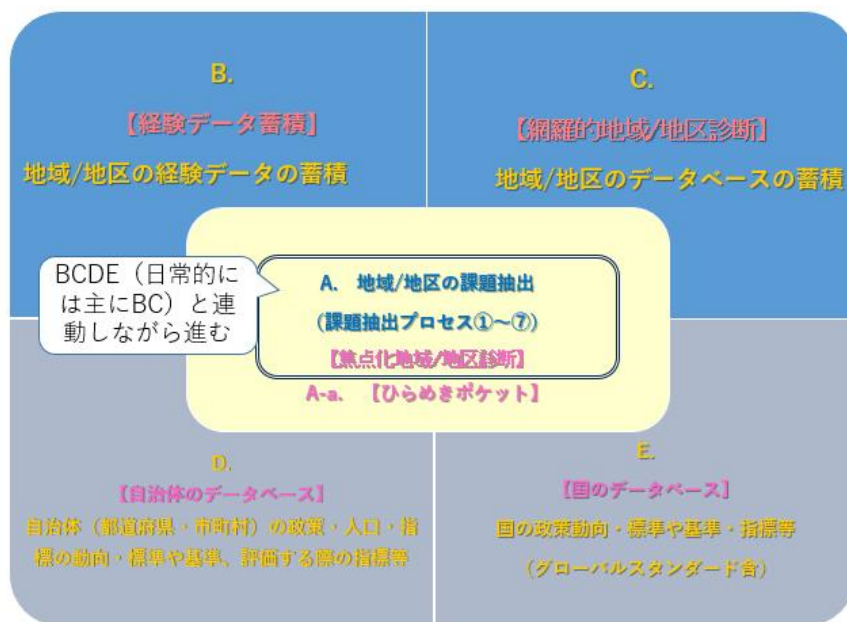 B.
【経験データ蓄積】
地域/地区の経験データの蓄積
C.
【網羅的地域/地区診断】
地域/地区のデータベースの蓄積
BCDE（日常的に
は主にBC）と連
動しながら進む
A. 地域/地区の課題抽出
(課題抽出プロセス①～⑦)
【焦点化地域/地区診断】
A-a. 【ひらめきポケット】
D.
【自治体のデータベース】
自治体（都道府県・市町村）の政策・人口・指
標の動向・標準や基準、評価する際の指標等
E.
【国のデータベース】
国の政策動向・標準や基準・指標等
（グローバルスタンダード含）